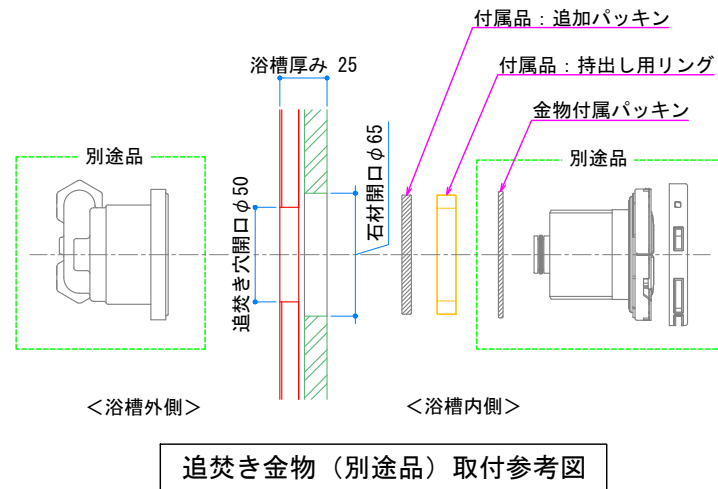 付属品：追加パッキン
浴槽厚み 25
付属品：持出し用リング
金物付属パッキン
別途品
別途品
追焚き穴開口φ50
石材開口φ65
＜浴槽外側＞
＜浴槽内側＞
追焚き金物（別途品）取付参考図